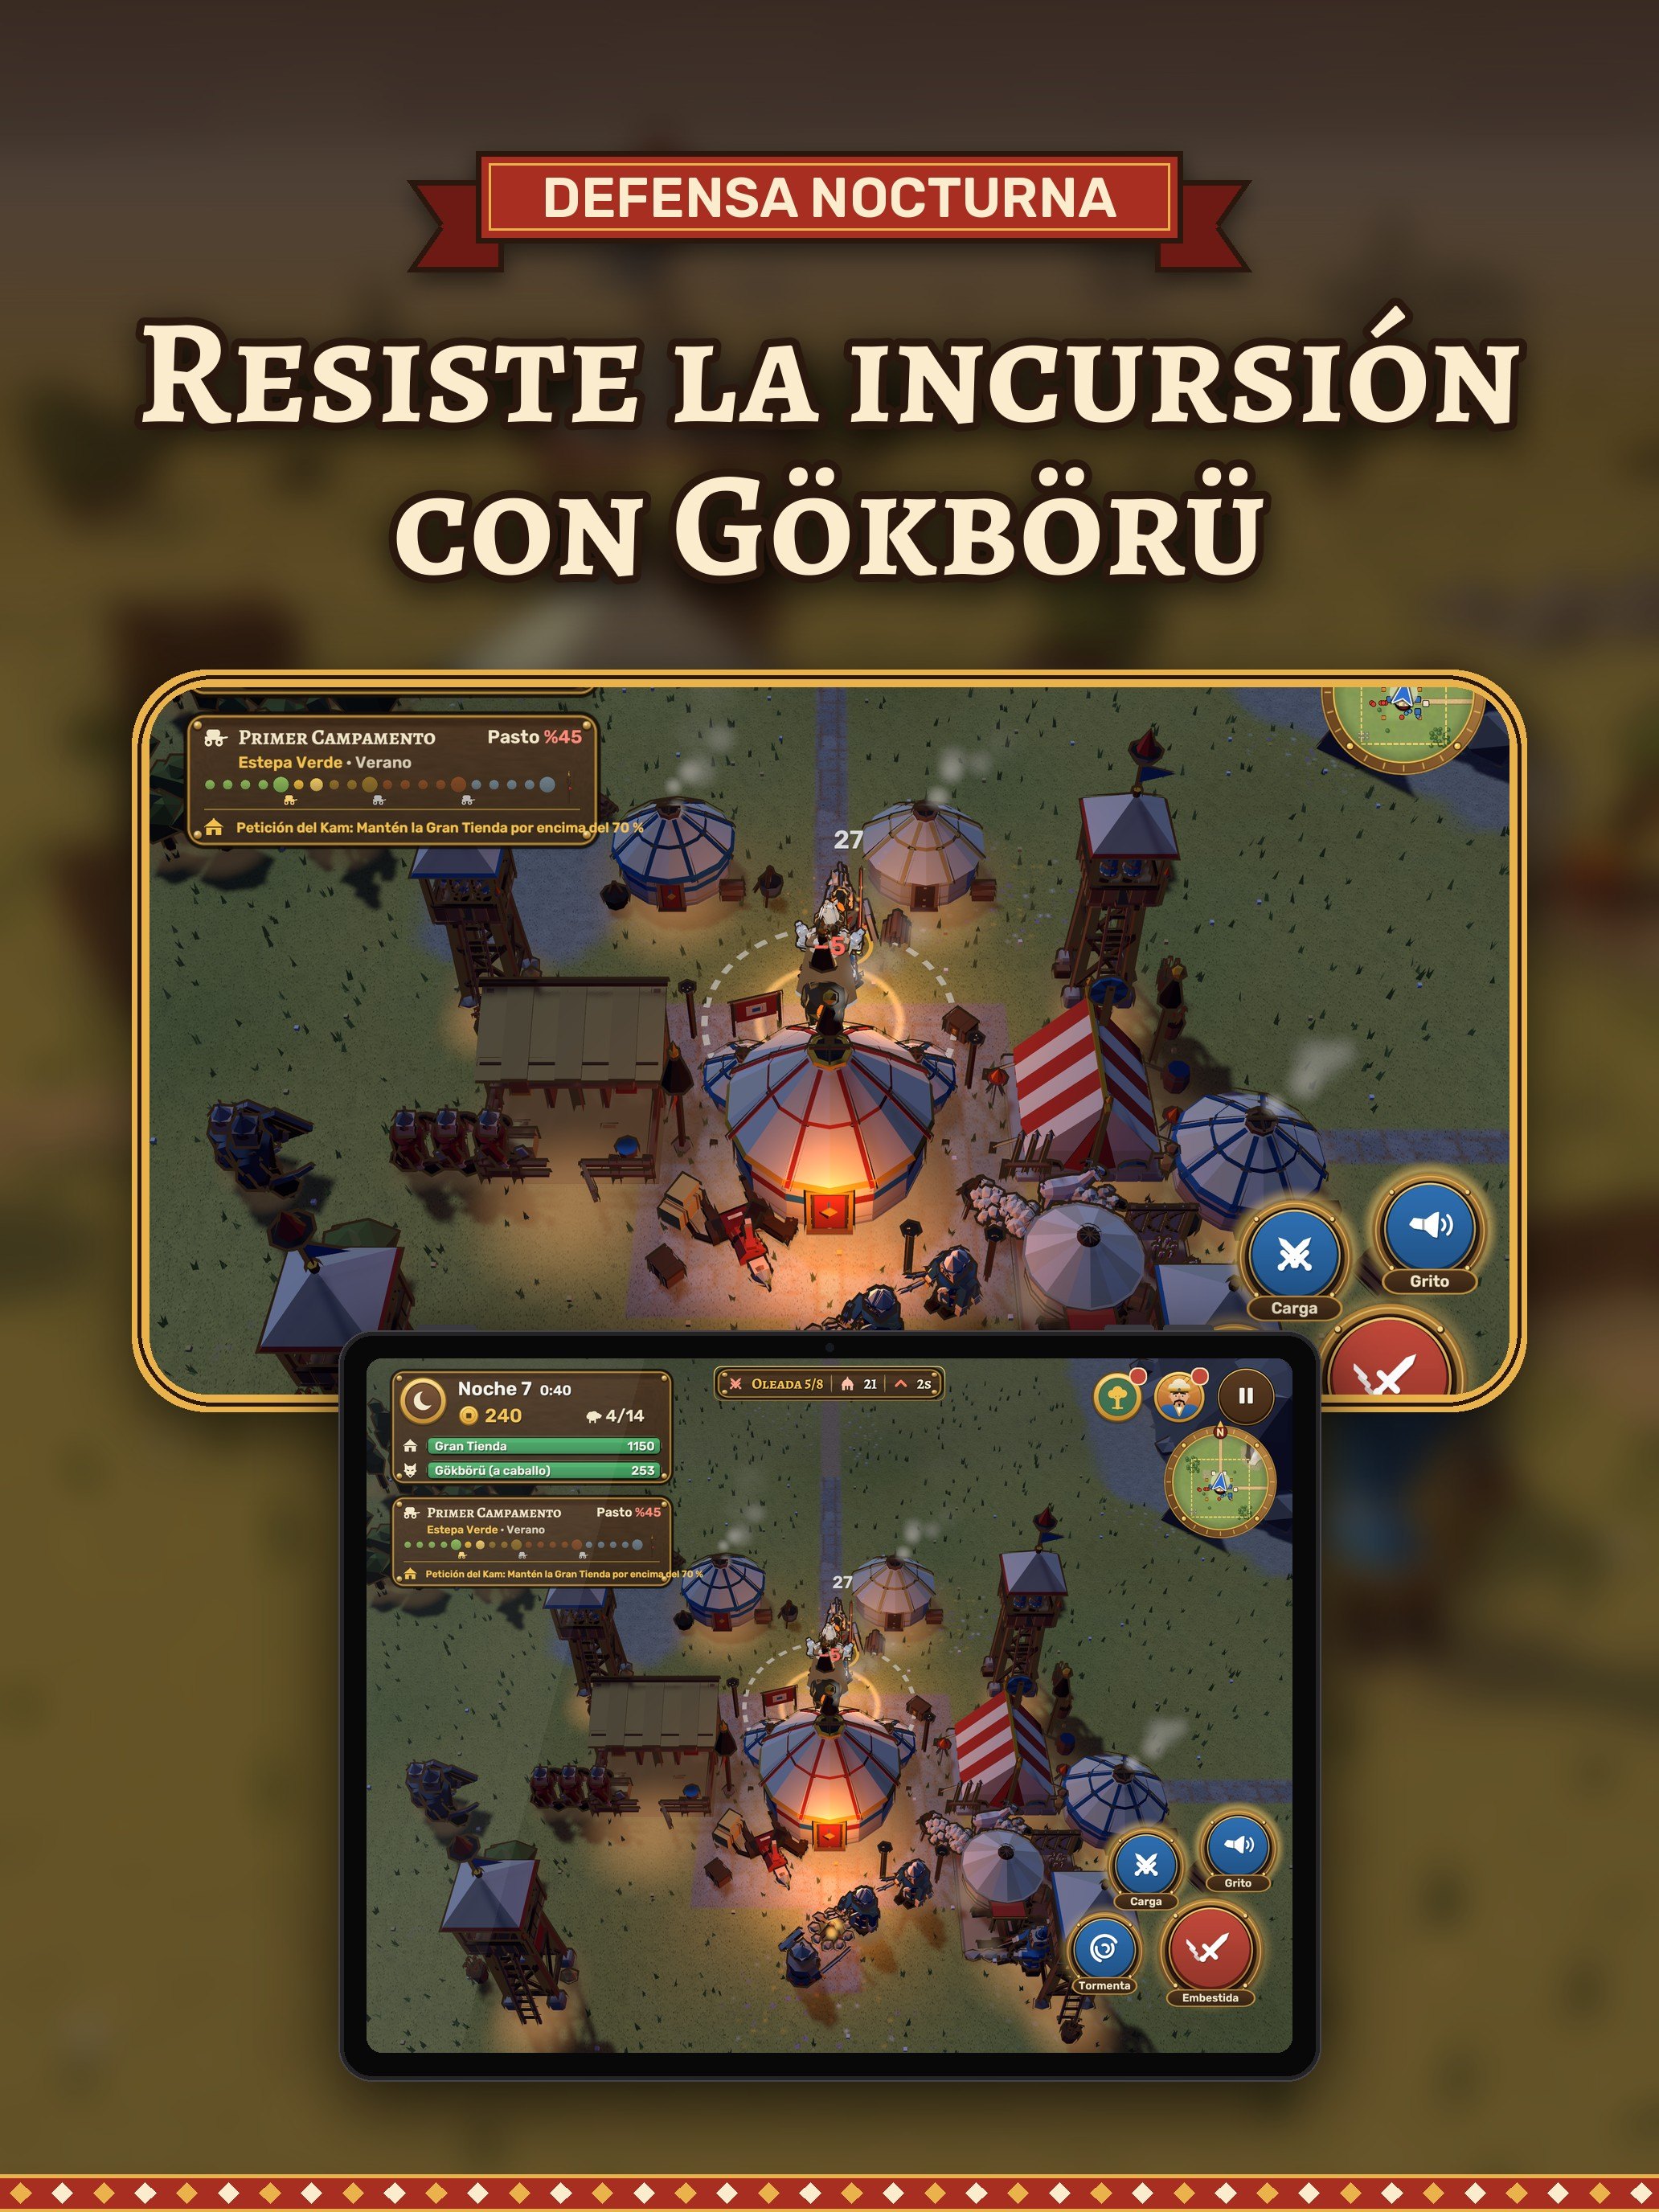 DEFENSA NOCTURNA
Resiste la incursión
con Gökbörü
Primer Campamento Pasto %45
Estepa Verde • Verano
Petición del Kam: Mantén la Gran Tienda por encima del 70 %
27
-5
Grito
Carga
Noche 7 0:40
240 4/14
Gran Tienda 1150
Gökbörü (a caballo) 253
Oleada 5/8 21 2s
N
Primer Campamento Pasto %45
Estepa Verde • Verano
Petición del Kam: Mantén la Gran Tienda por encima del 70 %
27
-5
Grito
Carga
Tormenta
Embestida